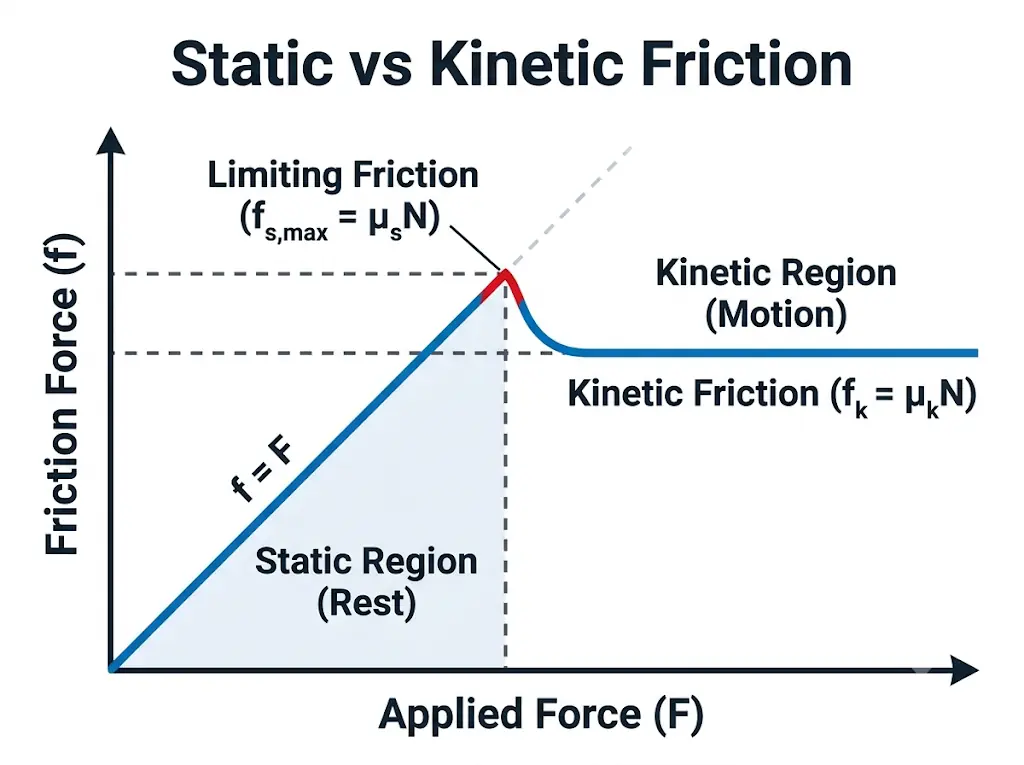 Static vs Kinetic Friction
Limiting Friction
(fs,max = μsN)
Kinetic Region
(Motion)
Kinetic Friction (fk = μkN)
Friction Force (f)
f = F
Static Region
(Rest)
Applied Force (F)